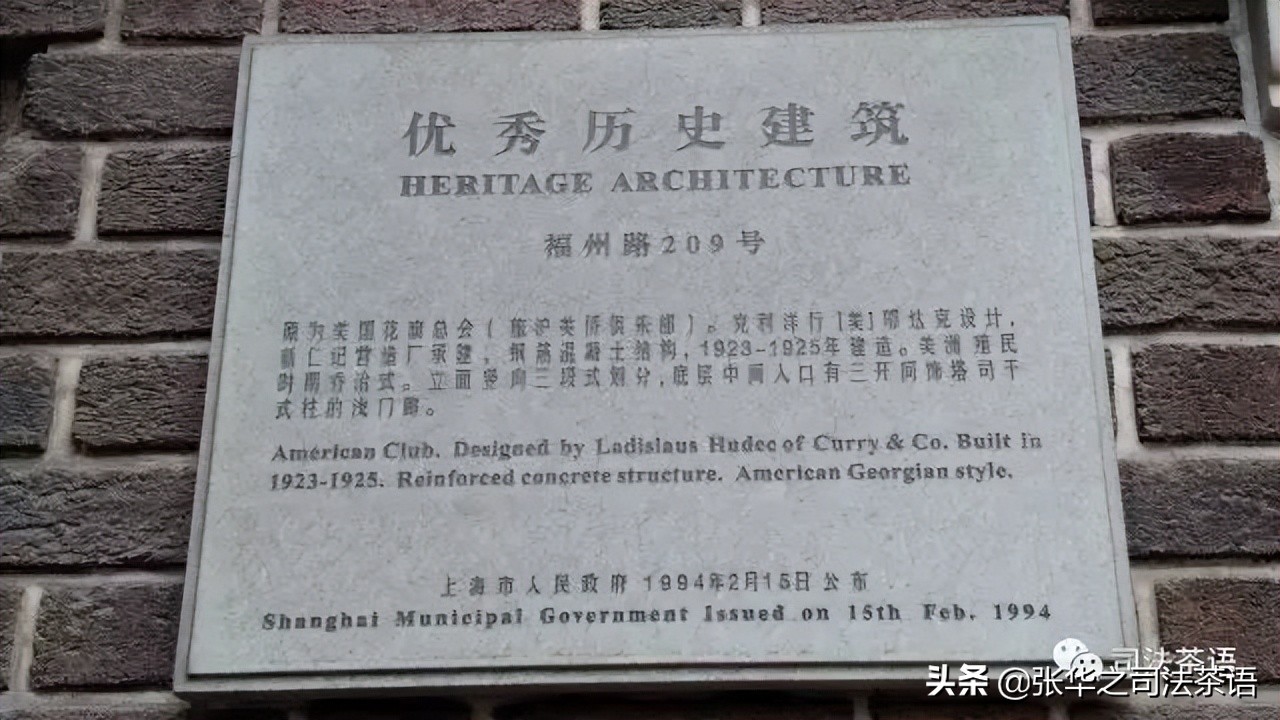 优秀历史建筑
HERITAGE ARCHITECTURE
福州路209号
原为美国花旗总会(旅沪美侨俱乐部)。克利洋行[美]邬达克设计,
新仁记营造厂承建,钢筋混凝土结构,1923-1925年建造。美洲殖民
时期乔治式。立面竖向三段式划分,底层中间入口有三开间饰塔司干
式柱的浅门廊。
American Club. Designed by Ladislaus Hudec of Curry & Co. Built in
1923-1925. Reinforced concrete structure. American Georgian style.
上海市人民政府 1994年2月15日公布
Shanghai Municipal Government Issued on 15th Feb. 1994
司法茶语
头条 @张华之司法茶语